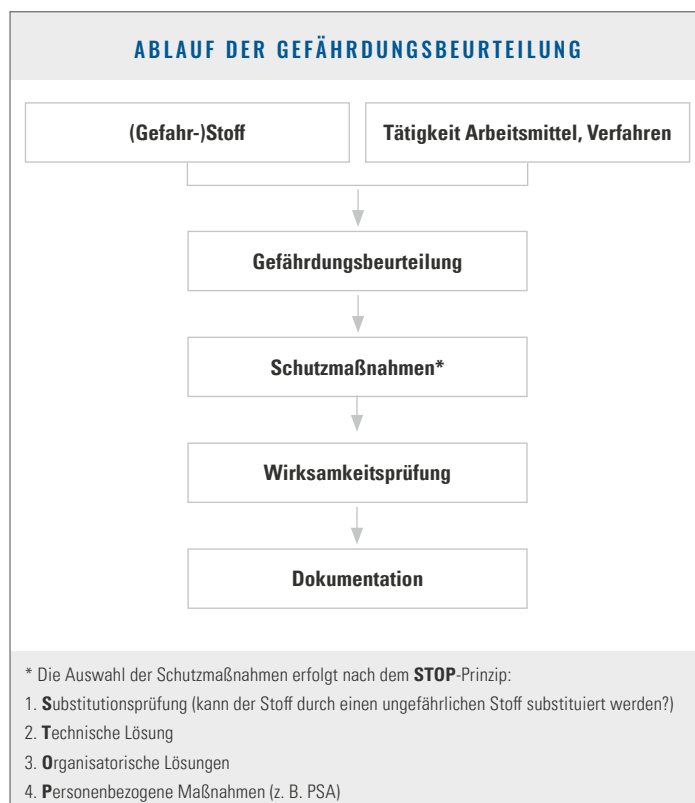 ABLAUF DER GEFÄHRDUNGSBEURTEILUNG
(Gefahr-)Stoff
Tätigkeit Arbeitsmittel, Verfahren
Gefährdungsbeurteilung
Schutzmaßnahmen*
Wirksamkeitsprüfung
Dokumentation
* Die Auswahl der Schutzmaßnahmen erfolgt nach dem STOP-Prinzip:
1. Substitutionsprüfung (kann der Stoff durch einen ungefährlichen Stoff substituiert werden?)
2. Technische Lösung
3. Organisatorische Lösungen
4. Personenbezogene Maßnahmen (z. B. PSA)